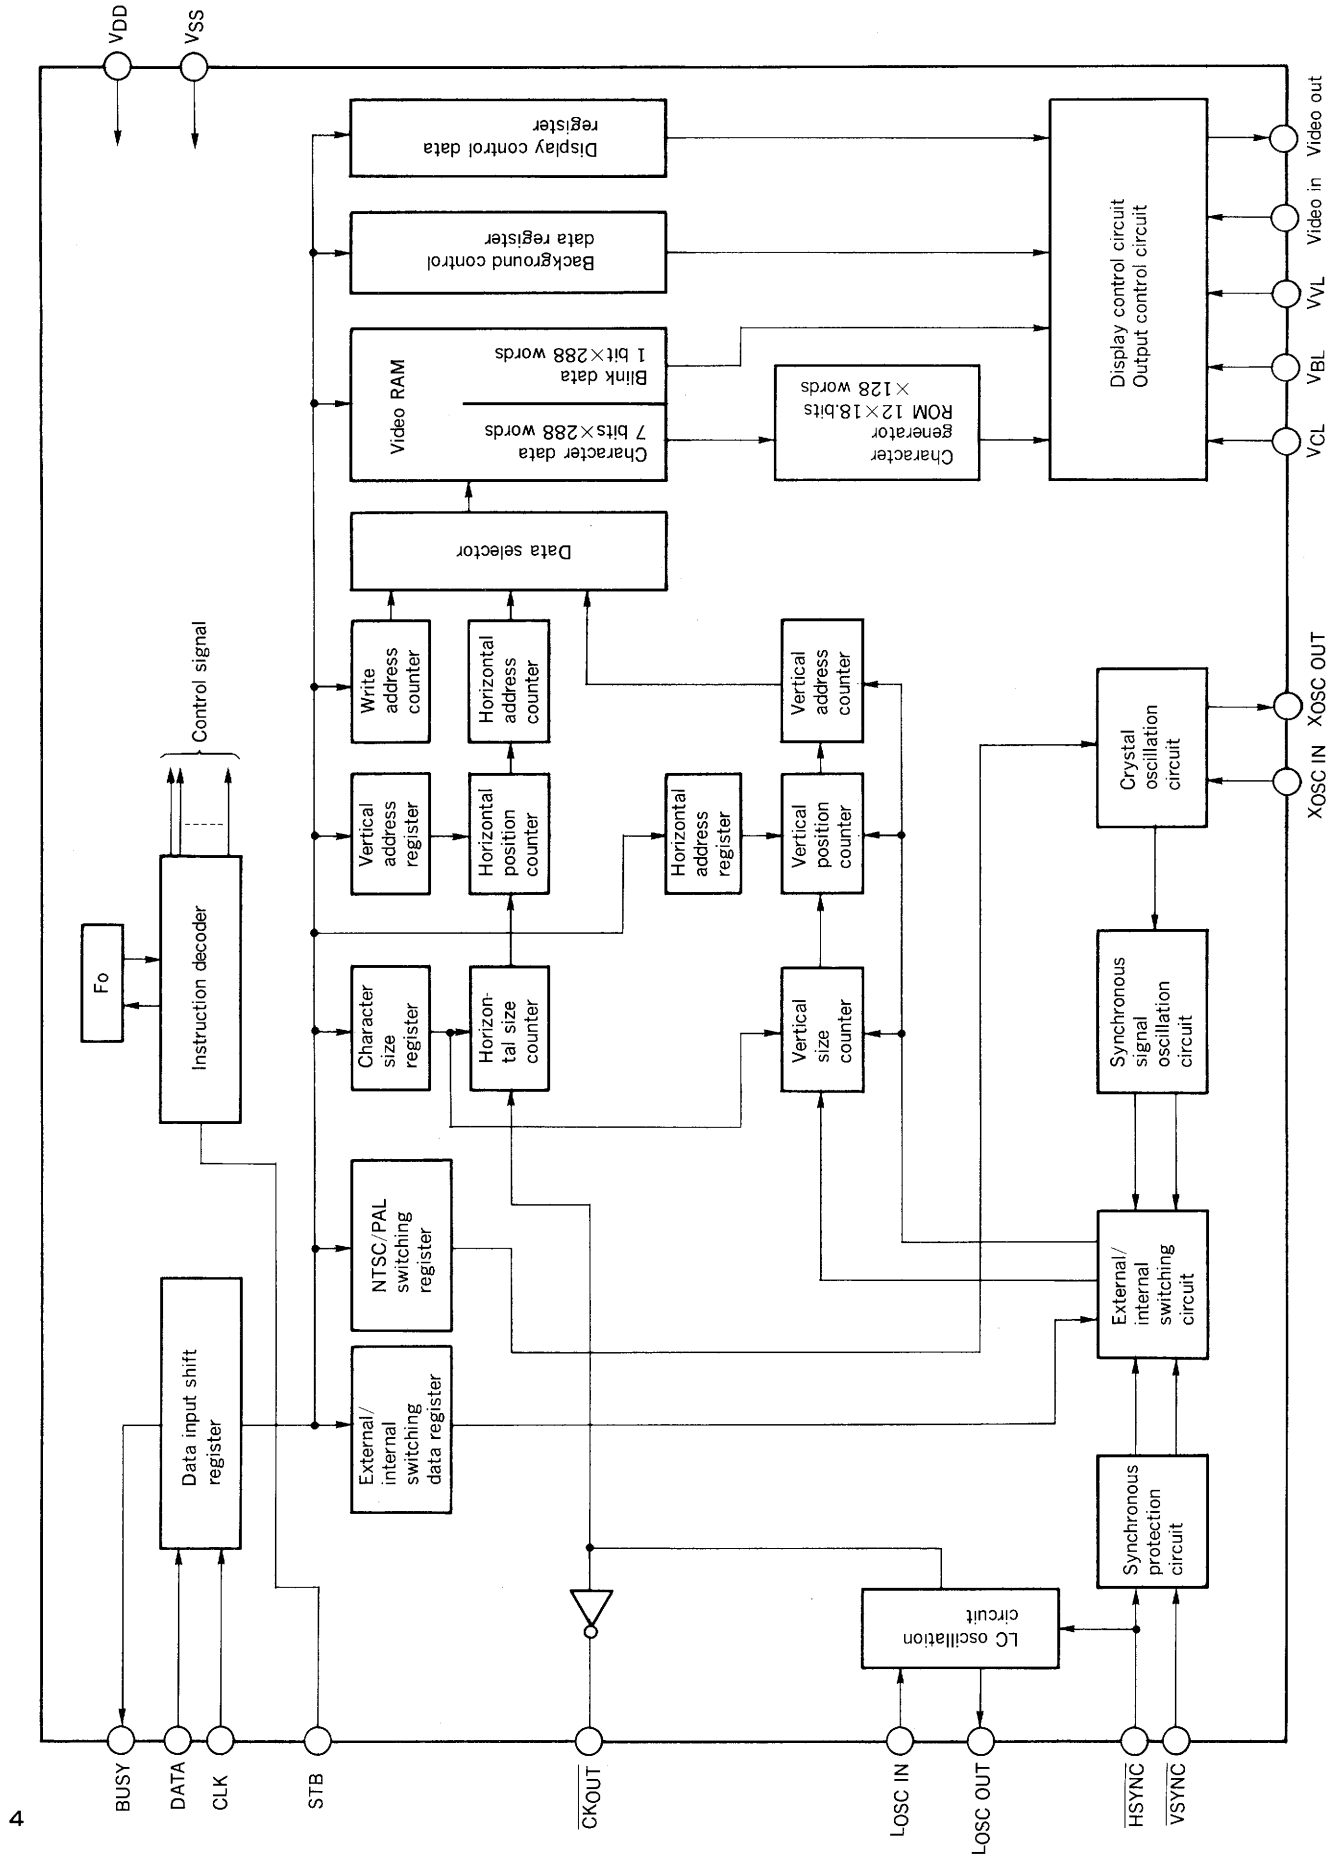 4
BUSY
DATA
CLK
STB
CKOUT
LOSC IN
LOSC OUT
HSYNC
VSYNC
Data input shift
register
Instruction decoder
Fo
Control signal
VDD
VSS
External/
internal
switching
data register
NTSC/PAL
switching
register
Character
size
register
Vertical
address
register
Write
address
counter
Horizon-
tal size
counter
Horizontal
position
counter
Horizontal
address
counter
Data selector
Video RAM
Character data
7 bits×288 words
Blink data
1 bit×288 words
Background control
data register
Display control data
register
Horizontal
address
register
Vertical
size
counter
Vertical
position
counter
Vertical
address
counter
Character
generator
ROM 12×18.bits
×128 words
LC oscillation
circuit
Synchronous
protection
circuit
External/
internal
switching
circuit
Synchronous
signal
oscillation
circuit
Crystal
oscillation
circuit
Display control circuit
Output control circuit
XOSC IN
XOSC OUT
VCL
VBL
VVL
Video in
Video out